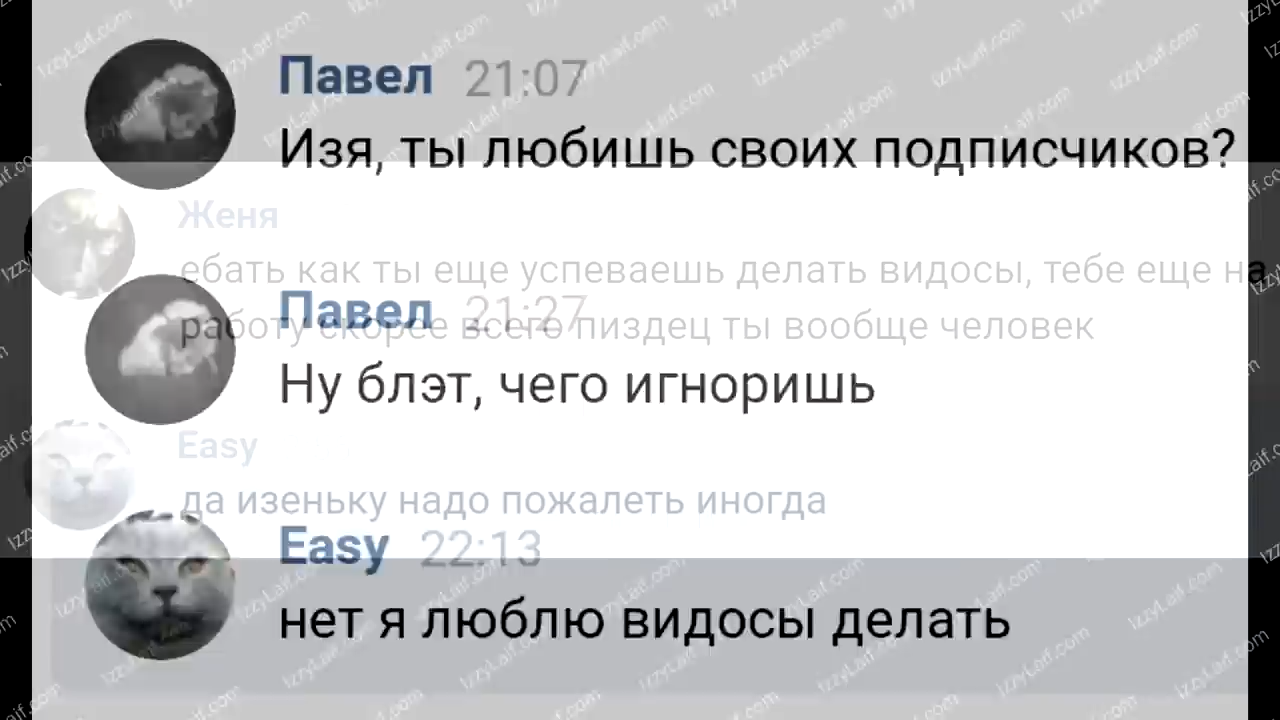 Павел 21:07
Изя, ты любишь своих подписчиков?
Женя
ебать как ты еще успеваешь делать видосы, тебе еще на
Павел 21:27
работу скорее всего пиздец ты вообще человек
Ну блэт, чего игноришь
Easy
да изеньку надо пожалеть иногда
Easy 22:13
нет я люблю видосы делать
IzzyLaif.com